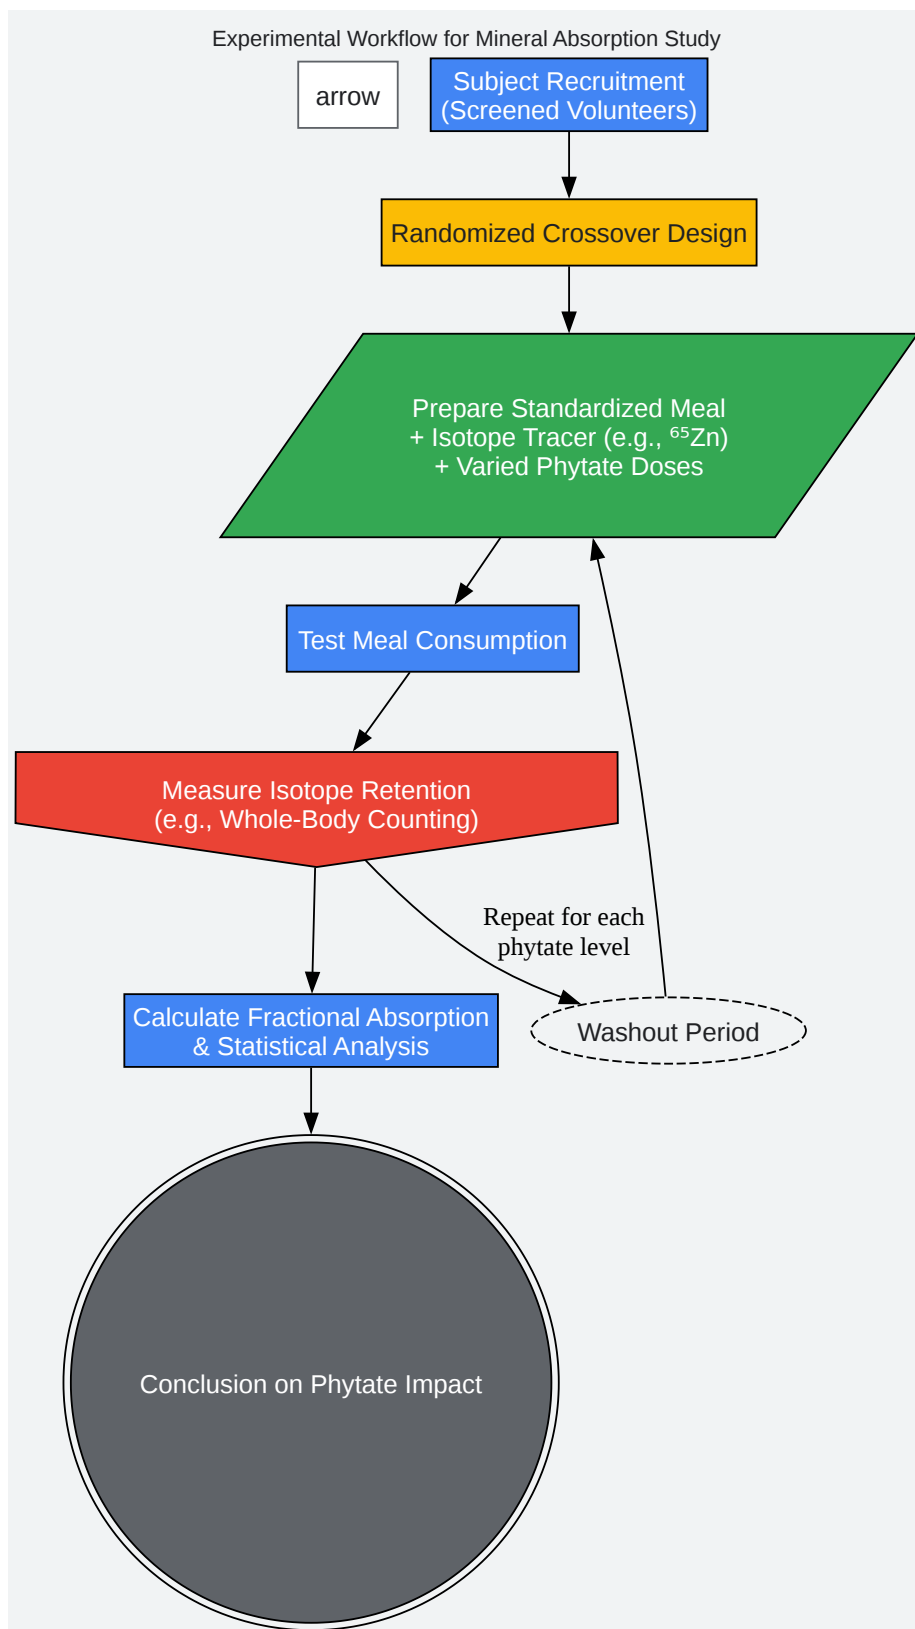 Experimental Workflow for Mineral Absorption Study
arrow
Subject Recruitment
(Screened Volunteers)
Randomized Crossover Design
Prepare Standardized Meal
+ Isotope Tracer (e.g., ⁶⁵Zn)
+ Varied Phytate Doses
Test Meal Consumption
Measure Isotope Retention
(e.g., Whole-Body Counting)
Repeat for each
phytate level
Calculate Fractional Absorption
& Statistical Analysis
Washout Period
Conclusion on Phytate Impact